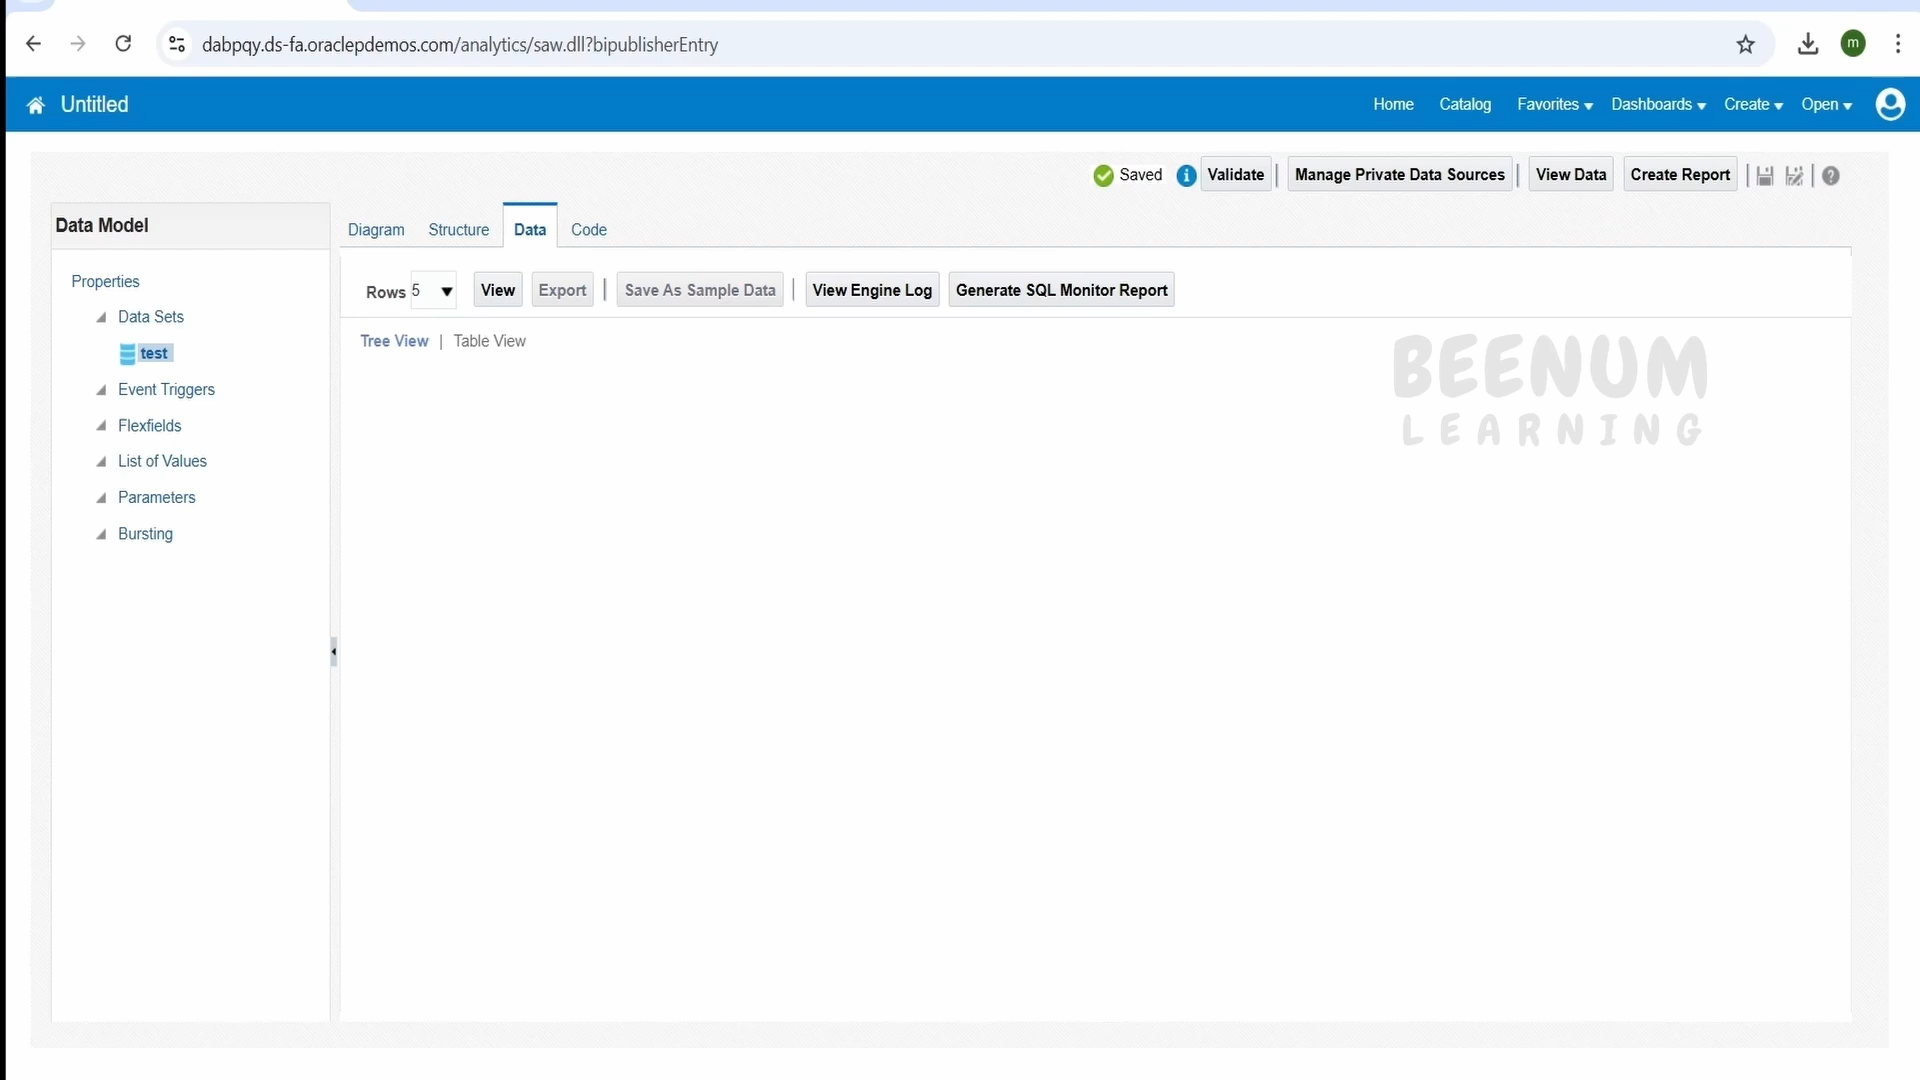 dabpqy.ds-fa.oraclepdemos.com/analytics/saw.dll?bipublisherEntry
m
Untitled
Home
Catalog
Favorites
Dashboards
Create
Open
Saved
Validate
Manage Private Data Sources
View Data
Create Report
Data Model
Diagram
Structure
Data
Code
Properties
Data Sets
test
Event Triggers
Flexfields
List of Values
Parameters
Bursting
Rows 5
View
Export
Save As Sample Data
View Engine Log
Generate SQL Monitor Report
Tree View | Table View
BEENUM
LEARNING